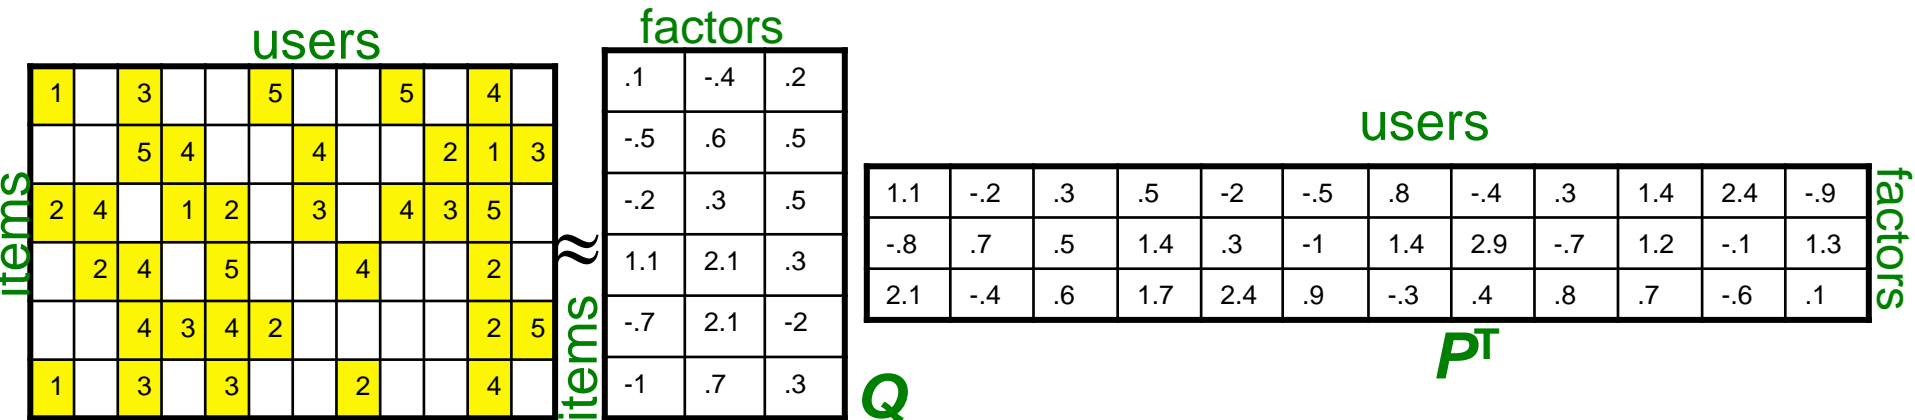 users
items
1 3 5 5 4
5 4 4 2 1 3
2 4 1 2 3 4 3 5
2 4 5 4 2
4 3 4 2 2 5
1 3 3 2 4
≈
factors
items
.1 -.4 .2
-.5 .6 .5
-.2 .3 .5
1.1 2.1 .3
-.7 2.1 -2
-1 .7 .3
Q
users
1.1 -.2 .3 .5 -2 -.5 .8 -.4 .3 1.4 2.4 -.9
-.8 .7 .5 1.4 .3 -1 1.4 2.9 -.7 1.2 -.1 1.3
2.1 -.4 .6 1.7 2.4 .9 -.3 .4 .8 .7 -.6 .1
factors
PT